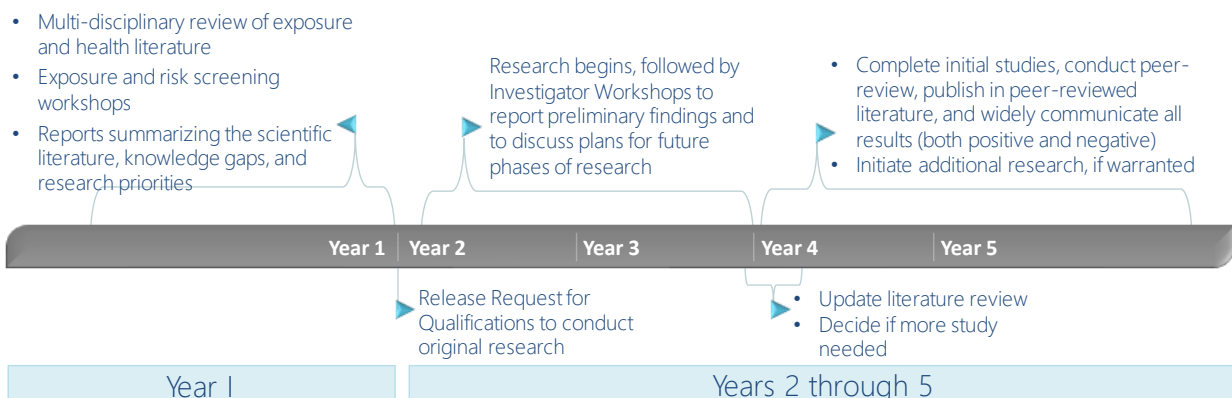 • Multi-disciplinary review of exposure
and health literature
• Exposure and risk screening
workshops
• Reports summarizing the scientific
literature, knowledge gaps, and
research priorities
Research begins, followed by
Investigator Workshops to
report preliminary findings and
to discuss plans for future
phases of research
• Complete initial studies, conduct peer-
review, publish in peer-reviewed
literature, and widely communicate all
results (both positive and negative)
• Initiate additional research, if warranted
Year 1
Year 2
Year 3
Year 4
Year 5
Release Request for
Qualifications to conduct
original research
• Update literature review
• Decide if more study
needed
Year I
Years 2 through 5